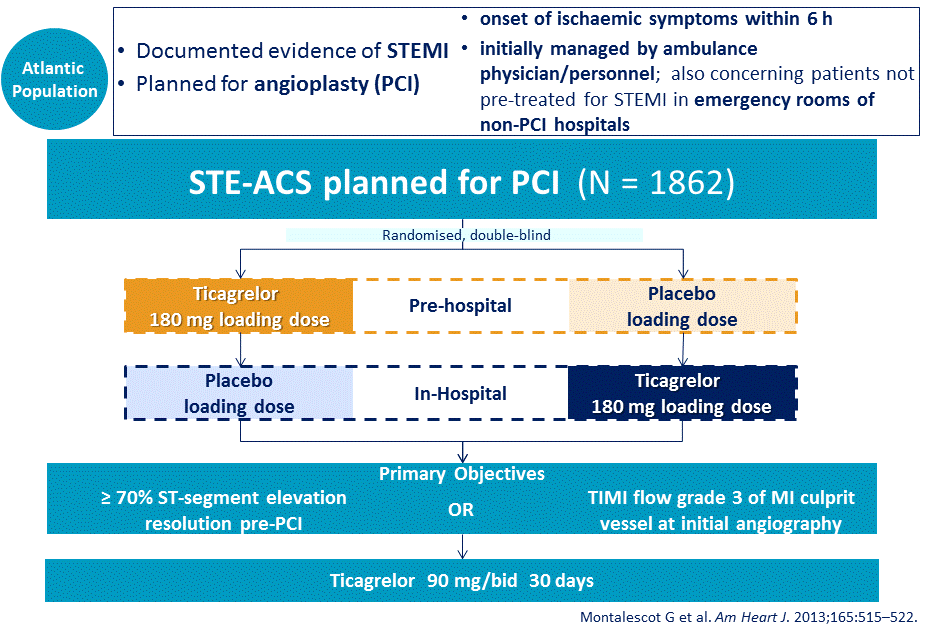 Atlantic
Population
• Documented evidence of STEMI
• Planned for angioplasty (PCI)
• onset of ischaemic symptoms within 6 h
• initially managed by ambulance
physician/personnel; also concerning patients not
pre-treated for STEMI in emergency rooms of
non-PCI hospitals
STE-ACS planned for PCI (N = 1862)
Randomised, double-blind
Ticagrelor
180 mg loading dose
Pre-hospital
Placebo
loading dose
Placebo
loading dose
In-Hospital
Ticagrelor
180 mg loading dose
Primary Objectives
≥ 70% ST-segment elevation
resolution pre-PCI
OR
TIMI flow grade 3 of MI culprit
vessel at initial angiography
Ticagrelor 90 mg/bid 30 days
Montalescot G et al. Am Heart J. 2013;165:515–522.